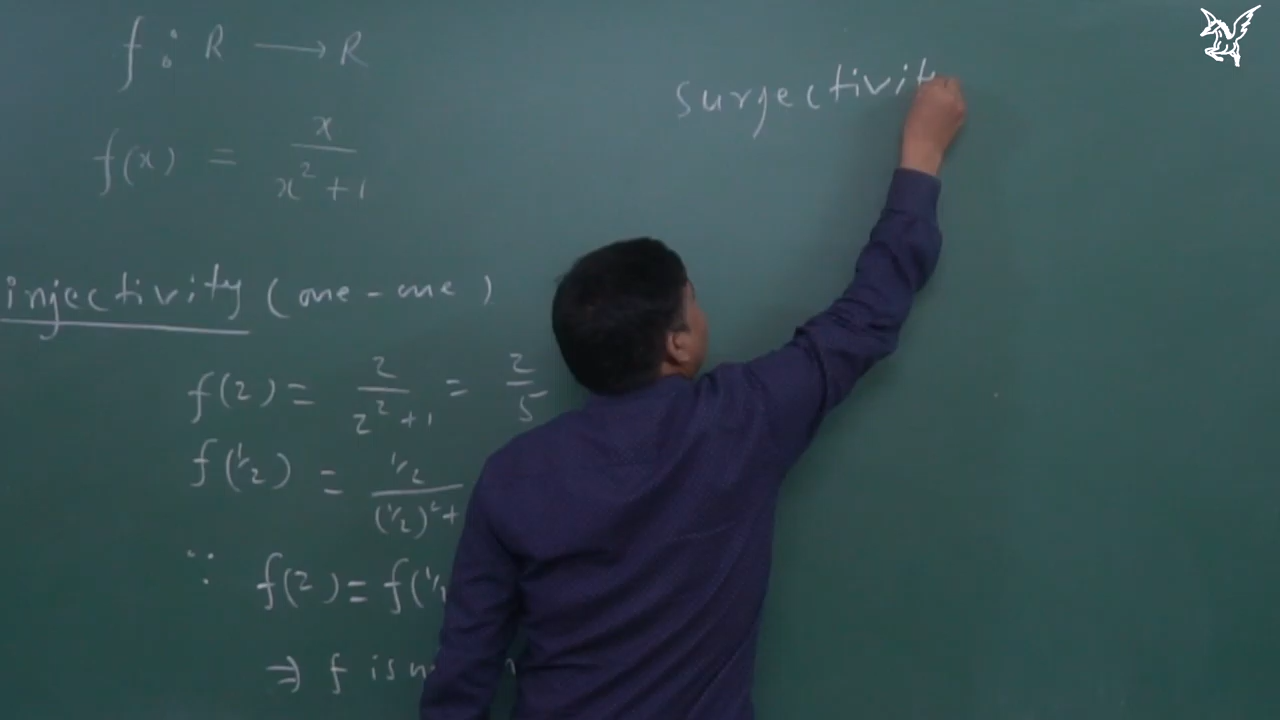 f : R → R
f(x) = x/(x² + 1)
injectivity (one-one)
f(2) = 2/(2² + 1) = 2/5
f(1/2) = (1/2)/((1/2)² +
∵ f(2) = f(1/
⇒ f is
surjectivit